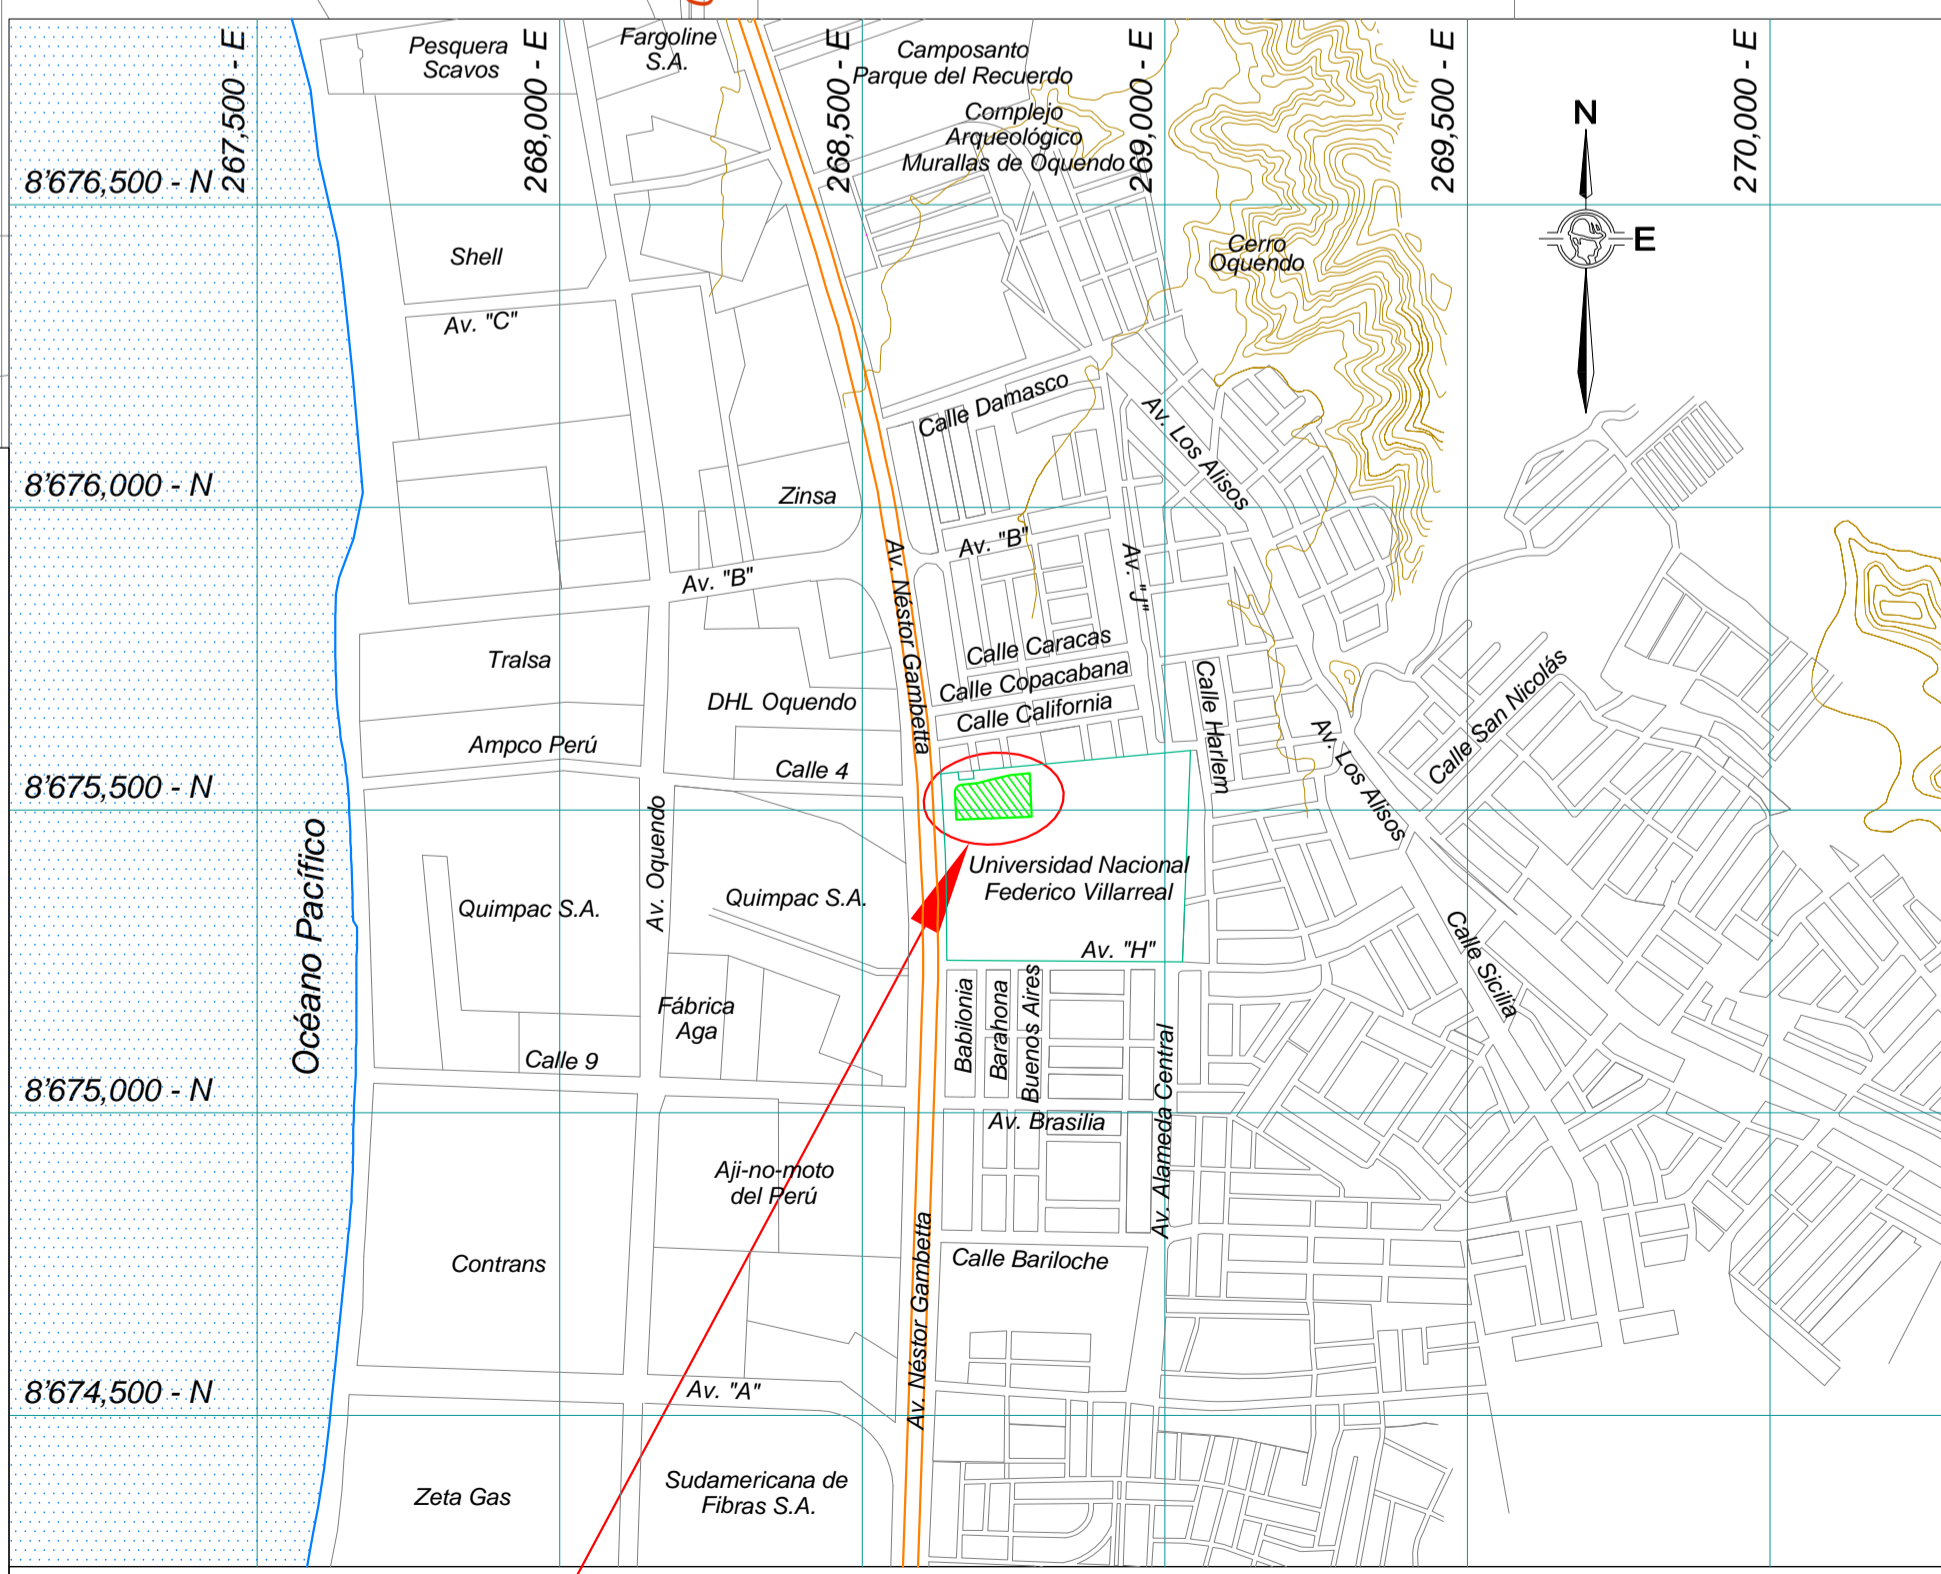 267,500 - E
268,000 - E
268,500 - E
269,000 - E
269,500 - E
270,000 - E
Pesquera
Scavos
Fargoline
S.A.
Camposanto
Parque del Recuerdo
Complejo
Arqueológico
Murallas de Oquendo
N
E
8'676,500 - N
Shell
Cerro
Oquendo
Av. "C"
Calle Damasco
Av. Los Alisos
8'676,000 - N
Zinsa
Av. "B"
Av. "B"
Av. "J"
Av. Néstor Gambetta
Tralsa
Calle Caracas
Calle Copacabana
Calle California
Calle Harlem
Calle San Nicolás
DHL Oquendo
Ampco Perú
Calle 4
Av. Los Alisos
8'675,500 - N
Océano Pacífico
Av. Oquendo
Quimpac S.A.
Quimpac S.A.
Universidad Nacional
Federico Villarreal
Av. "H"
Calle Sicilia
Fábrica
Aga
Babilonia
Barahona
Buenos Aires
Calle 9
8'675,000 - N
Av. Brasilia
Av. Alameda Central
Aji-no-moto
del Perú
Contrans
Av. Néstor Gambetta
Calle Bariloche
8'674,500 - N
Av. "A"
Zeta Gas
Sudamericana de
Fibras S.A.